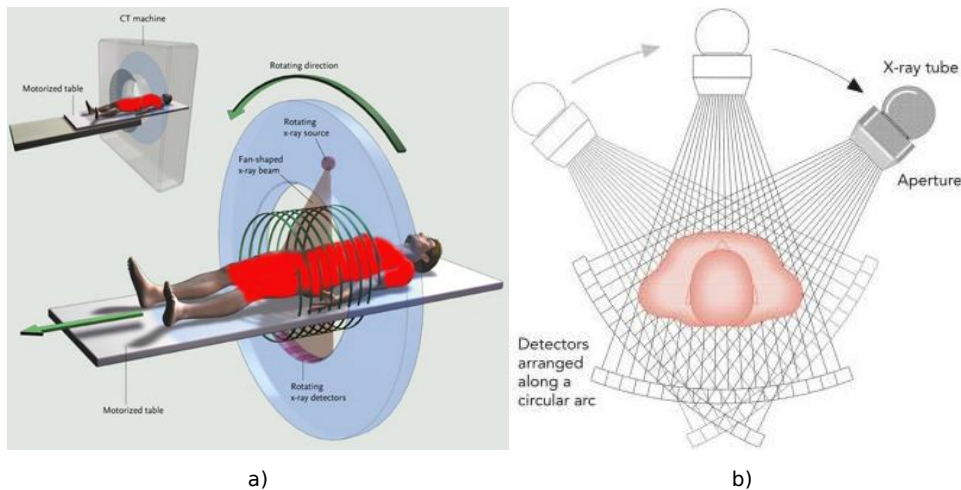 CT machine
Motorized table
Rotating direction
Rotating
x-ray source
Fan-shaped
x-ray beam
Rotating
x-ray detectors
Motorized table
X-ray tube
Aperture
Detectors
arranged
along a
circular arc
a)
b)